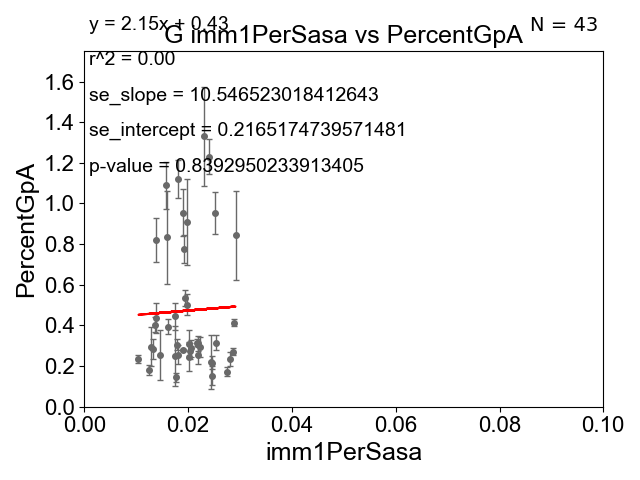 y = 2.15x + 0.43
N = 43
G imm1PerSasa vs PercentGpA
r^2 = 0.00
se_slope = 10.546523018412643
se_intercept = 0.2165174739571481
p-value = 0.8392950233913405
PercentGpA
1.6
1.4
1.2
1.0
0.8
0.6
0.4
0.2
0.0
0.00 0.02 0.04 0.06 0.08 0.10
imm1PerSasa